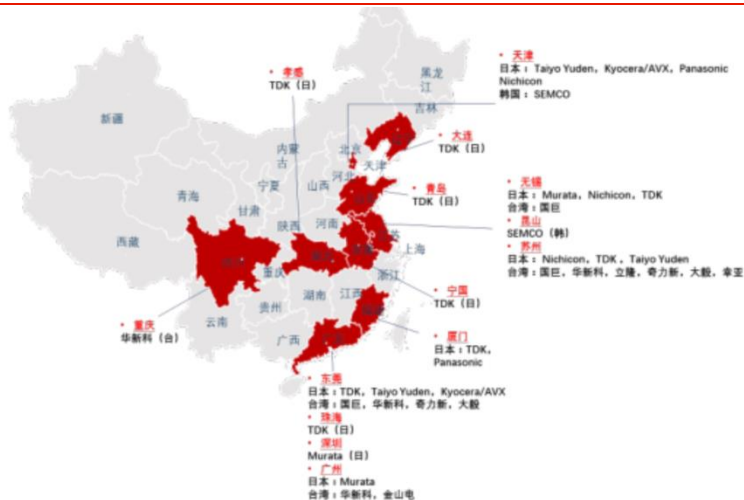 孝感
TDK（日）
天津
日本：Taiyo Yuden，Kyocera/AVX，Panasonic
Nichicon
韩国：SEMCO
黑龙
江
吉林
新疆
内蒙
古
北京
大连
TDK（日）
天津
河北
宁夏
山西
青海
甘肃
青岛
TDK（日）
无锡
日本：Murata，Nichicon，TDK
台湾：国巨
昆山
SEMCO（韩）
苏州
日本：Nichicon，TDK，Taiyo Yuden
台湾：国巨，华新科，立隆，奇力新，大毅，幸亚
陕西
河南
西藏
上海
重庆
浙江
湖南
江西
贵州
云南
广西
宁国
TDK（日）
重庆
华新科（台）
厦门
日本：TDK，
Panasonic
东莞
日本：TDK，Taiyo Yuden，Kyocera/AVX
台湾：国巨，华新科，奇力新，大毅
珠海
TDK（日）
深圳
Murata（日）
广州
日本：Murata
台湾：华新科，金山电